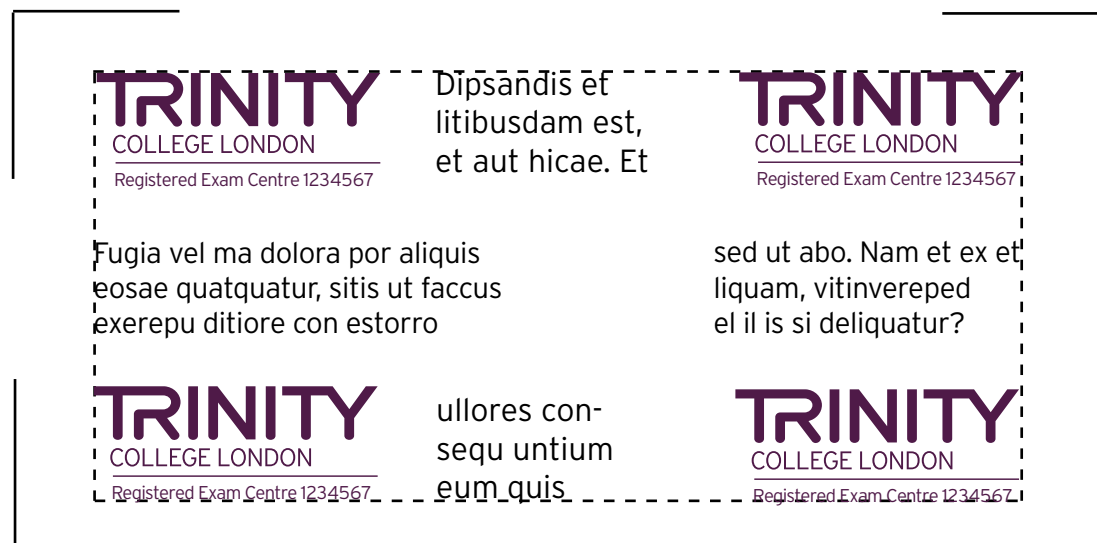 TRINITY
COLLEGE LONDON
Registered Exam Centre 1234567
Dipsandis et
litibusdam est,
et aut hicae. Et
TRINITY
COLLEGE LONDON
Registered Exam Centre 1234567
Fugia vel ma dolora por aliquis
eosae quatquatur, sitis ut faccus
exerepu ditiore con estorro
sed ut abo. Nam et ex et
liquam, vitinvereped
el il is si deliquatur?
TRINITY
COLLEGE LONDON
Registered Exam Centre 1234567
ullores con-
sequ untium
eum quis
TRINITY
COLLEGE LONDON
Registered Exam Centre 1234567